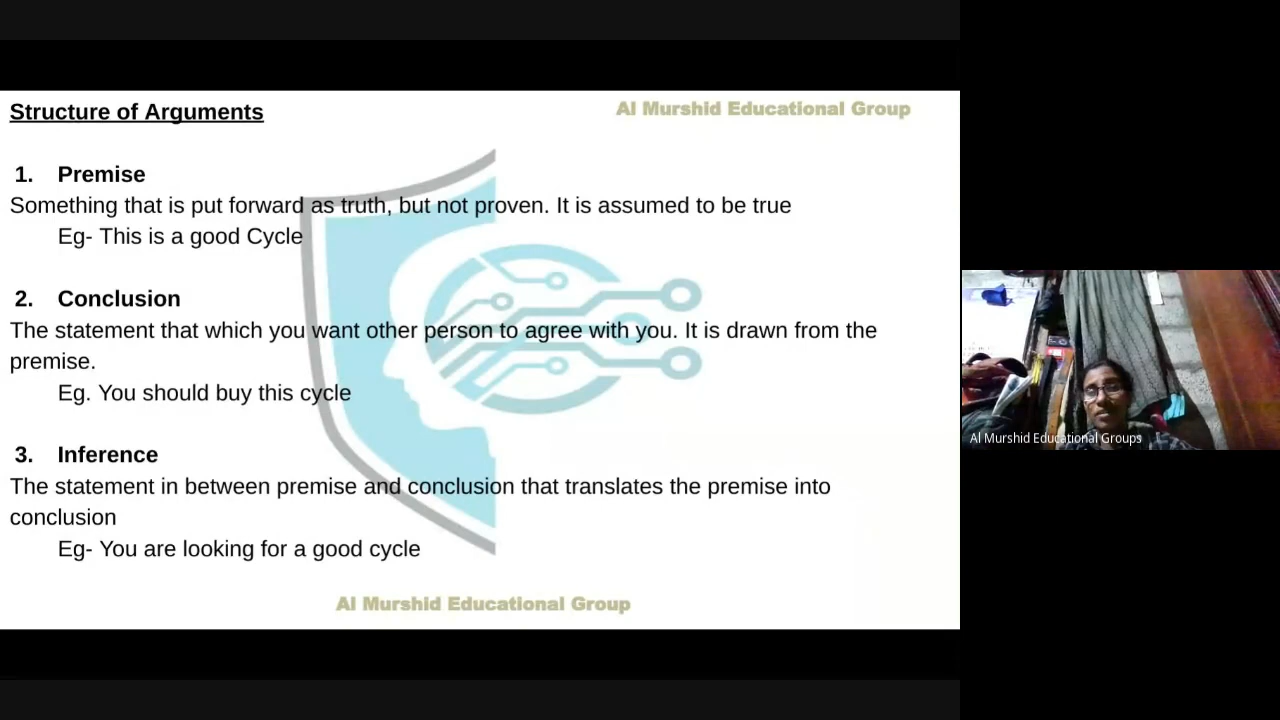 Structure of Arguments
Al Murshid Educational Group
1. Premise
Something that is put forward as truth, but not proven. It is assumed to be true
Eg- This is a good Cycle
2. Conclusion
The statement that which you want other person to agree with you. It is drawn from the
premise.
Eg. You should buy this cycle
3. Inference
The statement in between premise and conclusion that translates the premise into
conclusion
Eg- You are looking for a good cycle
Al Murshid Educational Group
Al Murshid Educational Groups